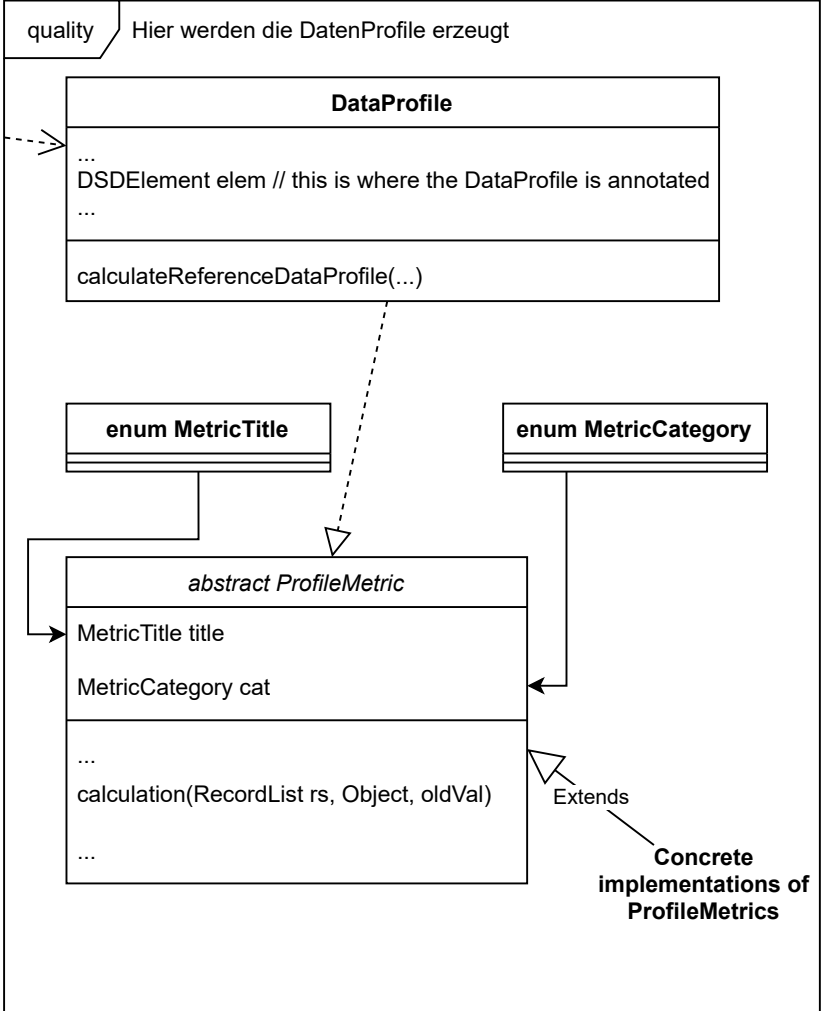 quality
Hier werden die DatenProfile erzeugt
DataProfile
...
DSDElement elem // this is where the DataProfile is annotated
...
calculateReferenceDataProfile(...)
enum MetricTitle
enum MetricCategory
abstract ProfileMetric
MetricTitle title
MetricCategory cat
...
calculation(RecordList rs, Object, oldVal)
...
Extends
Concrete
implementations of
ProfileMetrics